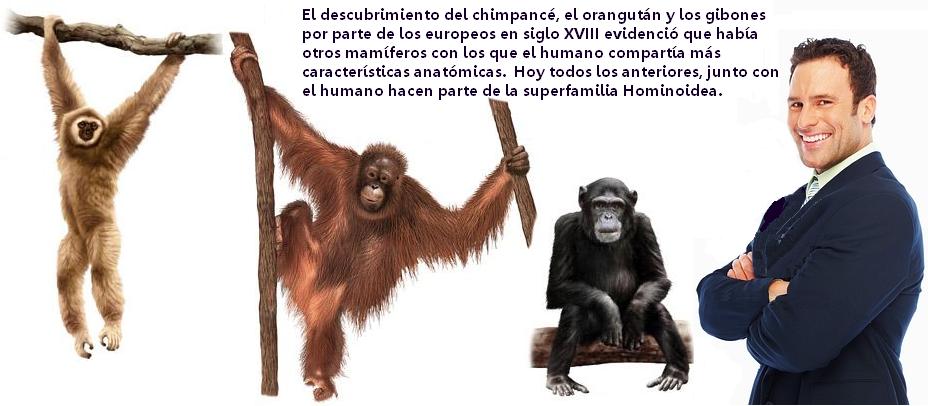 El descubrimiento del chimpancé, el orangután y los gibones
por parte de los europeos en siglo XVIII evidenció que había
otros mamíferos con los que el humano compartía más
características anatómicas. Hoy todos los anteriores, junto con
el humano hacen parte de la superfamilia Hominoidea.